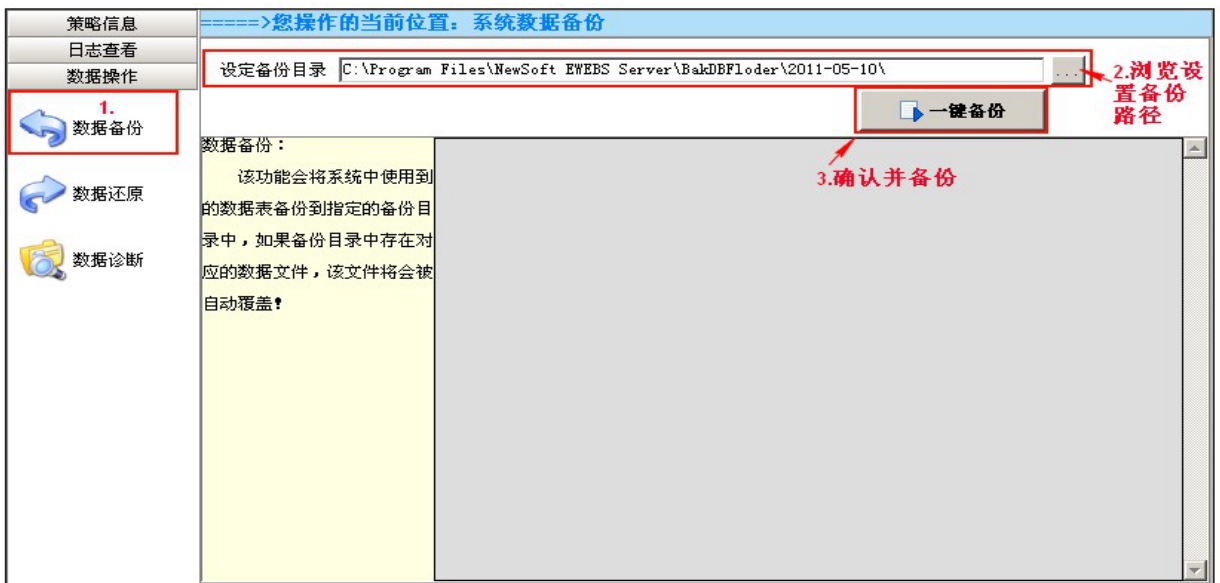 策略信息
日志查看
数据操作
1.
数据备份
数据还原
数据诊断
=====>您操作的当前位置：系统数据备份
设定备份目录 C:\Program Files\NewSoft EWEBS Server\BakDBFloder\2011-05-10\ ...
2.浏览设
置备份
路径
一键备份
3.确认并备份
数据备份：
该功能会将系统中使用到
的数据表备份到指定的备份目
录中，如果备份目录中存在对
应的数据文件，该文件将会被
自动覆盖！